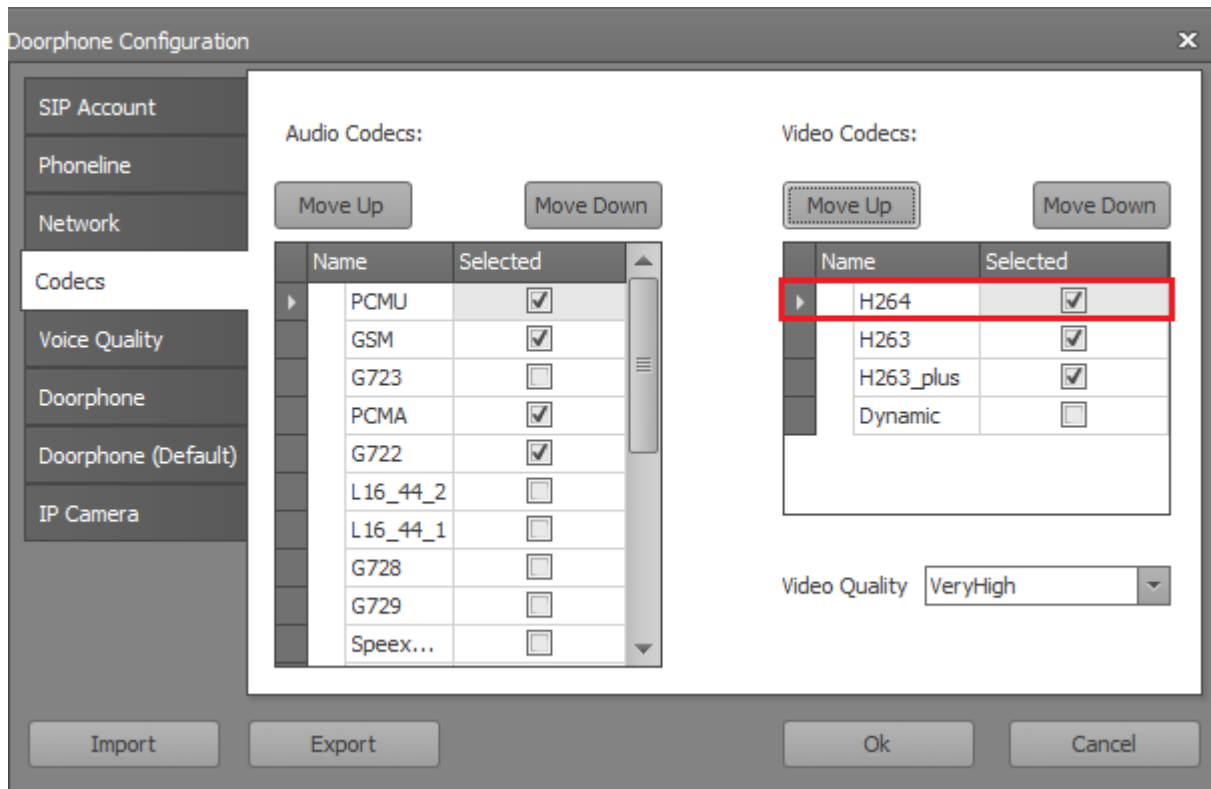 Doorphone Configuration
SIP Account
Phoneline
Network
Codecs
Voice Quality
Doorphone
Doorphone (Default)
IP Camera
Audio Codecs:
Move Up Move Down
Name Selected
PCMU
GSM
G723
PCMA
G722
L16_44_2
L16_44_1
G728
G729
Speex...
Video Codecs:
Move Up Move Down
Name Selected
H264
H263
H263_plus
Dynamic
Video Quality VeryHigh
Import Export Ok Cancel